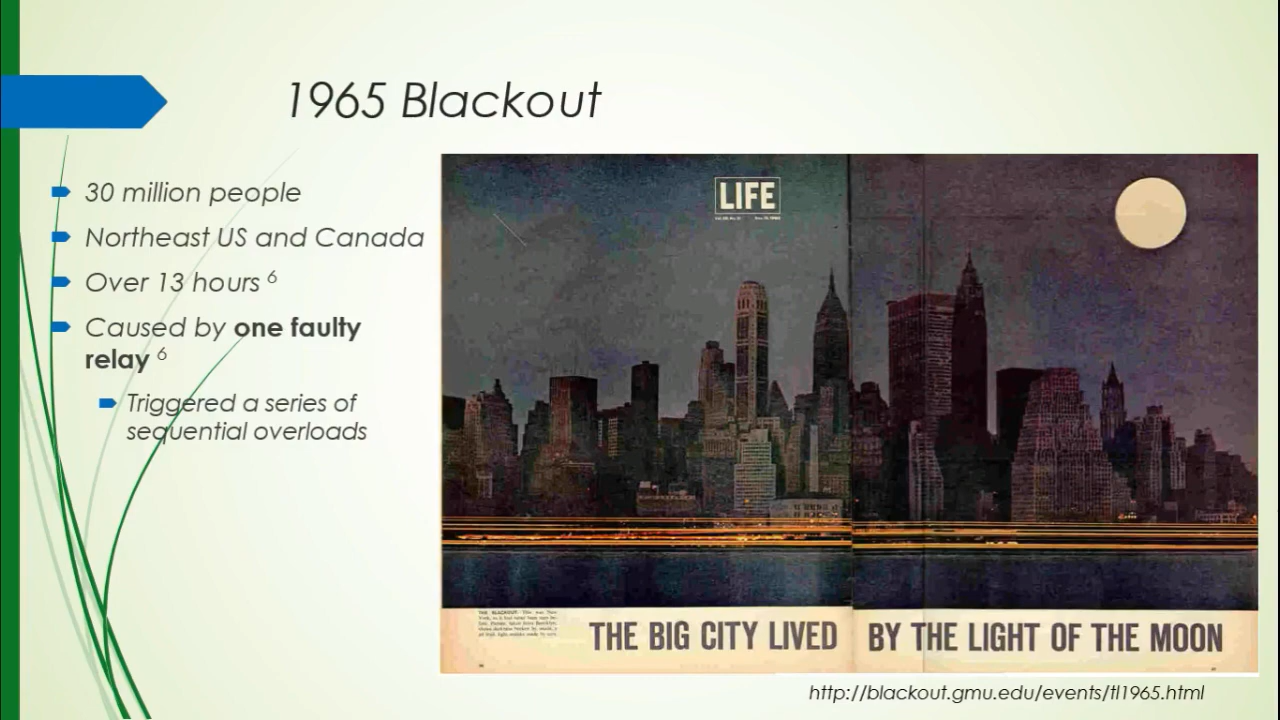 1965 Blackout
30 million people
Northeast US and Canada
Over 13 hours 6
Caused by one faulty
relay 6
Triggered a series of
sequential overloads
LIFE
THE BLACKOUT
THE BIG CITY LIVED BY THE LIGHT OF THE MOON
http://blackout.gmu.edu/events/tl1965.html